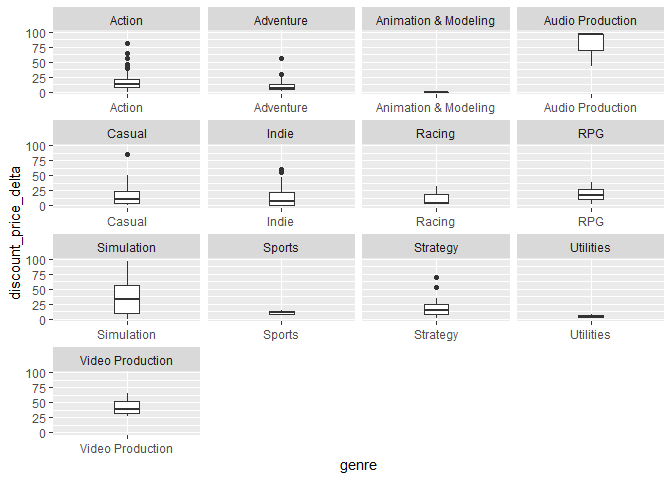 Action Adventure Animation & Modeling Audio Production
100
75
50
25
0
Action Adventure Animation & Modeling Audio Production
Casual Indie Racing RPG
100
75
50
25
0
Casual Indie Racing RPG
discount_price_delta
Simulation Sports Strategy Utilities
100
75
50
25
0
Simulation Sports Strategy Utilities
Video Production
100
75
50
25
0
Video Production
genre